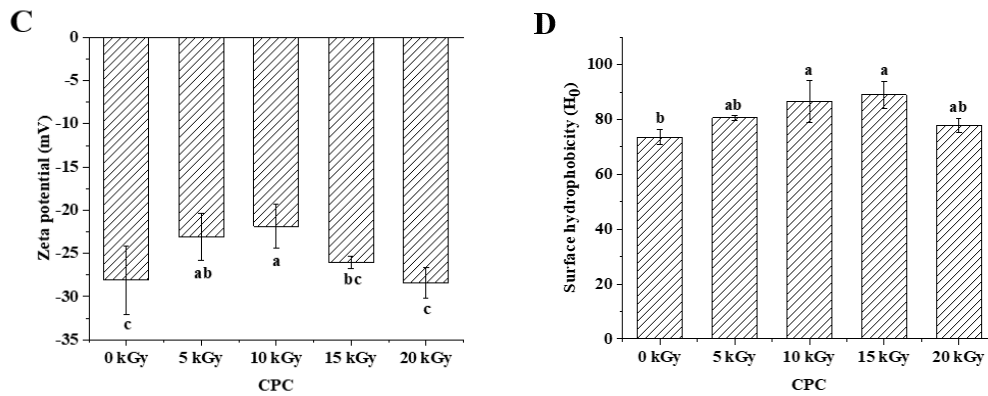 C
Zeta potential (mV)
0
-5
-10
-15
-20
-25
-30
-35
c
ab
a
bc
c
0 kGy 5 kGy 10 kGy 15 kGy 20 kGy
CPC
D
Surface hydrophobicity (H0)
100
80
60
40
20
0
b
ab
a
a
ab
0 kGy 5 kGy 10 kGy 15 kGy 20 kGy
CPC